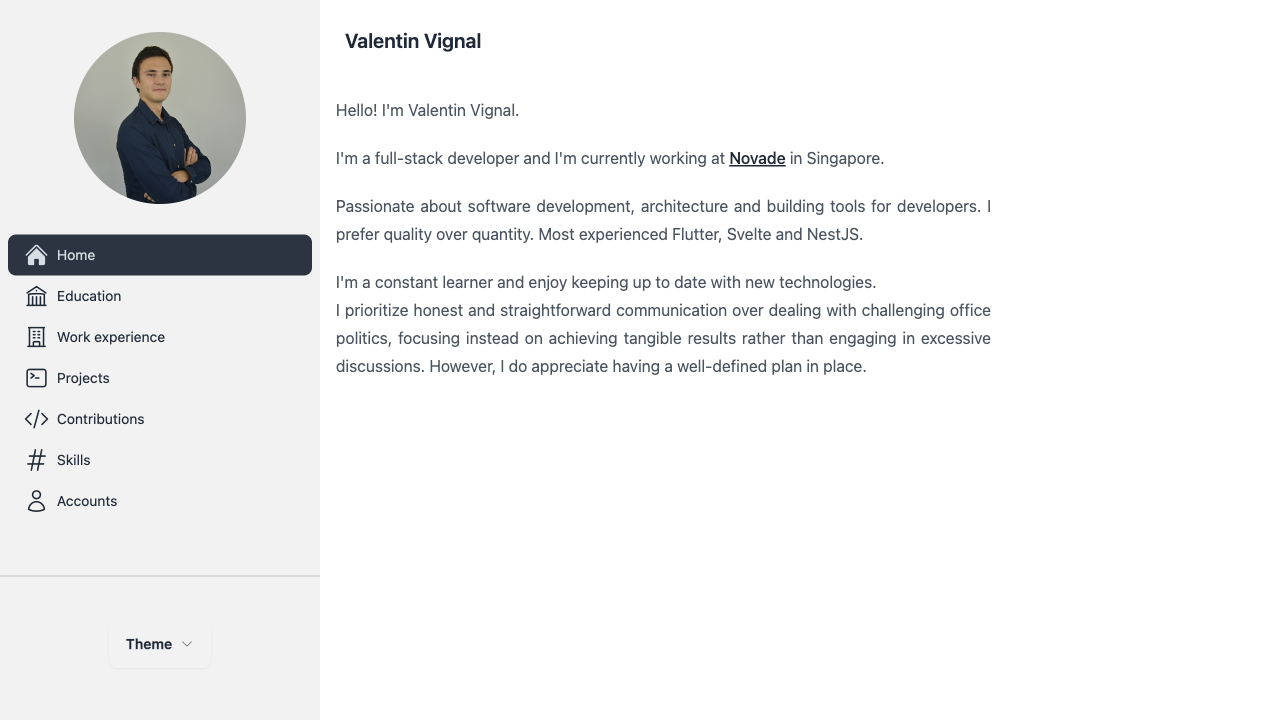 Valentin Vignal
Hello! I'm Valentin Vignal.
I'm a full-stack developer and I'm currently working at Novade in Singapore.
Passionate about software development, architecture and building tools for developers. I
prefer quality over quantity. Most experienced Flutter, Svelte and NestJS.
I'm a constant learner and enjoy keeping up to date with new technologies.
I prioritize honest and straightforward communication over dealing with challenging office
politics, focusing instead on achieving tangible results rather than engaging in excessive
discussions. However, I do appreciate having a well-defined plan in place.
Home
Education
Work experience
Projects
Contributions
Skills
Accounts
Theme